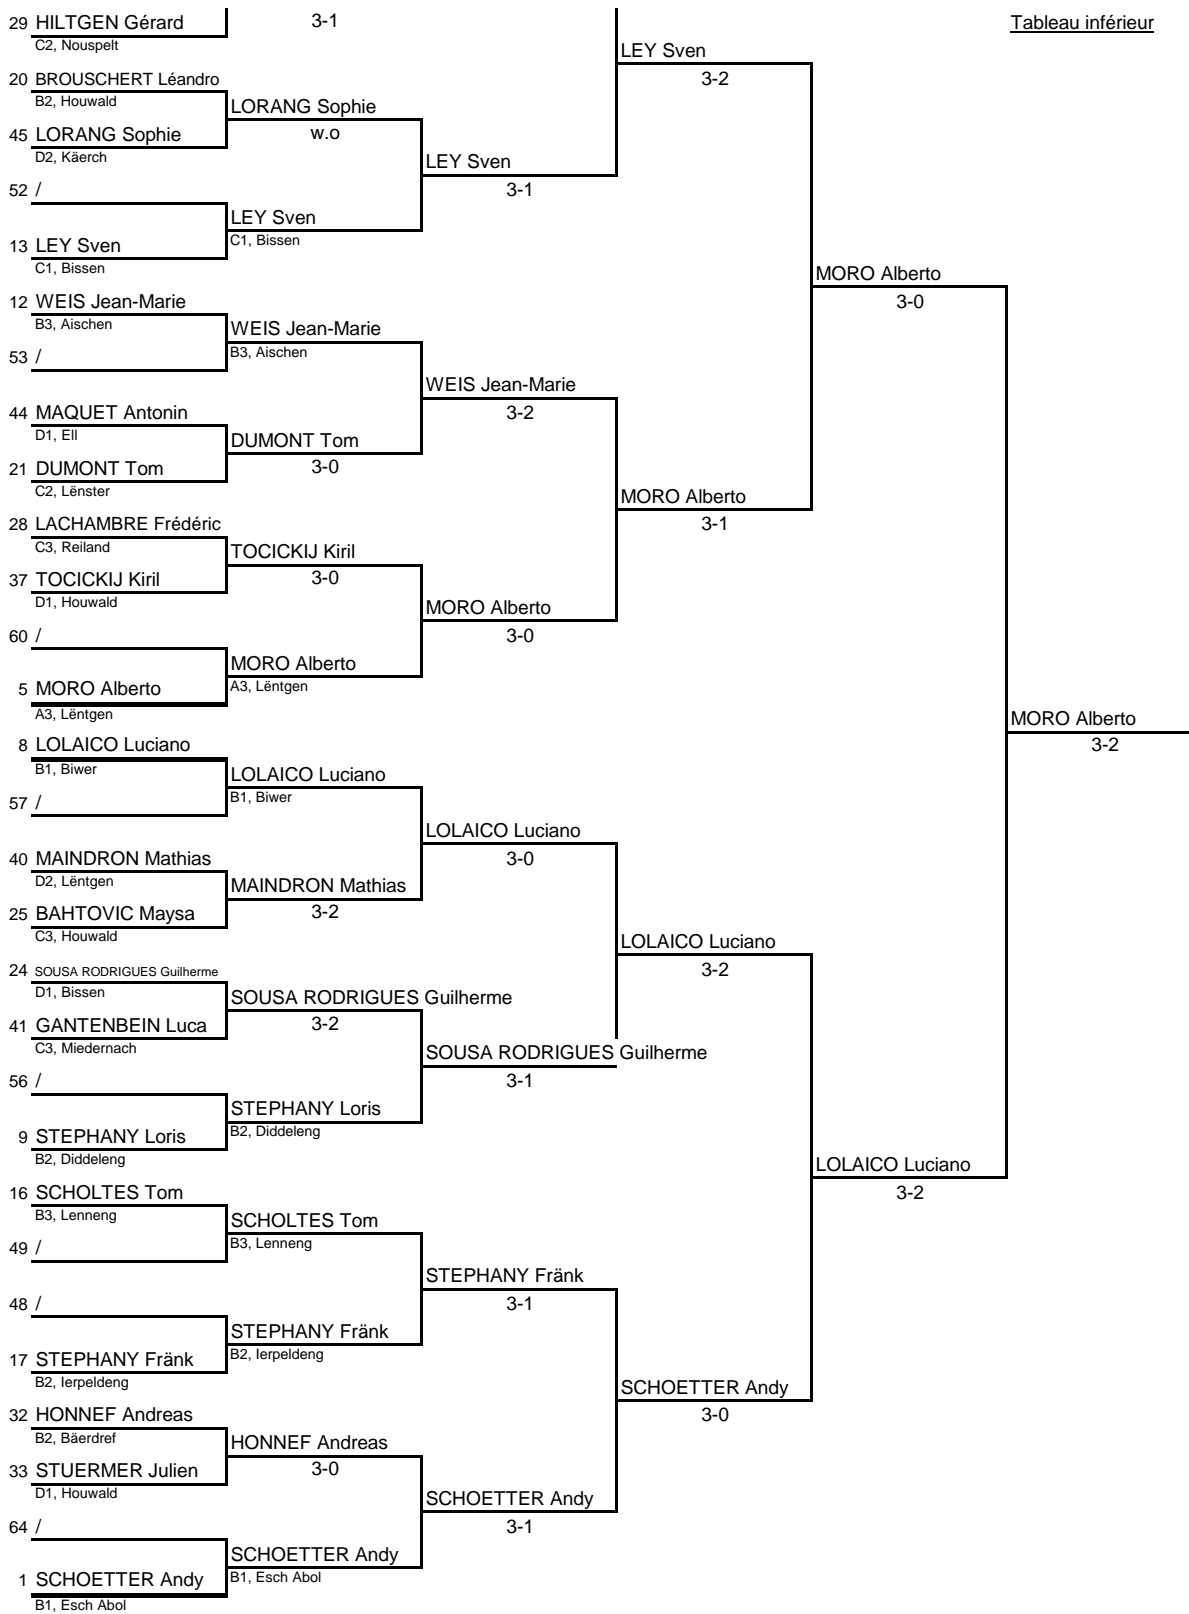 29 HILTGEN Gérard
C2, Nouspelt
3-1
Tableau inférieur
LEY Sven
3-2
20 BROUSCHERT Léandro
B2, Houwald
LORANG Sophie
w.o
45 LORANG Sophie
D2, Käerch
LEY Sven
3-1
52 /
LEY Sven
C1, Bissen
13 LEY Sven
C1, Bissen
MORO Alberto
3-0
12 WEIS Jean-Marie
B3, Aischen
WEIS Jean-Marie
B3, Aischen
53 /
WEIS Jean-Marie
3-2
44 MAQUET Antonin
D1, Ell
DUMONT Tom
3-0
21 DUMONT Tom
C2, Lënster
MORO Alberto
3-1
28 LACHAMBRE Frédéric
C3, Reiland
TOCICKIJ Kiril
3-0
37 TOCICKIJ Kiril
D1, Houwald
MORO Alberto
3-0
60 /
MORO Alberto
A3, Lëntgen
5 MORO Alberto
A3, Lëntgen
MORO Alberto
3-2
8 LOLAICO Luciano
B1, Biwer
LOLAICO Luciano
B1, Biwer
57 /
LOLAICO Luciano
3-0
40 MAINDRON Mathias
D2, Lëntgen
MAINDRON Mathias
3-2
25 BAHTOVIC Maysa
C3, Houwald
LOLAICO Luciano
3-2
24 SOUSA RODRIGUES Guilherme
D1, Bissen
SOUSA RODRIGUES Guilherme
3-2
41 GANTENBEIN Luca
C3, Miedernach
SOUSA RODRIGUES Guilherme
3-1
56 /
STEPHANY Loris
B2, Diddeleng
9 STEPHANY Loris
B2, Diddeleng
LOLAICO Luciano
3-2
16 SCHOLTES Tom
B3, Lenneng
SCHOLTES Tom
B3, Lenneng
49 /
STEPHANY Fränk
3-1
48 /
STEPHANY Fränk
B2, Ierpeldeng
17 STEPHANY Fränk
B2, Ierpeldeng
SCHOETTER Andy
3-0
32 HONNEF Andreas
B2, Bäerdref
HONNEF Andreas
3-0
33 STUERMER Julien
D1, Houwald
SCHOETTER Andy
3-1
64 /
SCHOETTER Andy
B1, Esch Abol
1 SCHOETTER Andy
B1, Esch Abol